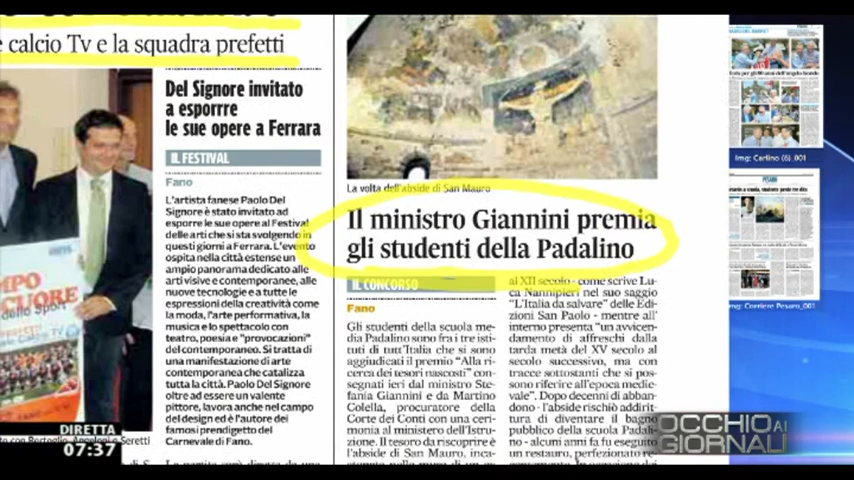 e calcio Tv e la squadra prefetti
Del Signore invitato
a esporrre
le sue opere a Ferrara
IL FESTIVAL
Fano
L'artista fanese Paolo Del
Signore è stato invitato ad
esporre le sue opere al Festival
delle arti che si sta svolgendo in
questi giorni a Ferrara. L'evento
ospita nella città estense un
ampio panorama dedicato alle
arti visive e contemporanee, alle
nuove tecnologie e a tutte le
espressioni della creatività come
la moda, l'arte performativa, la
musica e lo spettacolo con
teatro, poesia e "provocazioni"
del contemporaneo. Si tratta di
una manifestazione di arte
contemporanea che catalizza
tutta la città. Paolo Del Signore
oltre ad essere un valente
pittore, lavora anche nel campo
del design ed è l'autore dei
famosi prendigetto del
Carnevale di Fano.
La volta dell'abside di San Mauro
Il ministro Giannini premia
gli studenti della Padalino
IL CONCORSO
Fano
Gli studenti della scuola me-
dia Padalino sono fra i tre isti-
tuti di tutt'Italia che si sono
aggiudicati il premio "Alla ri-
cerca dei tesori nascosti" con-
segnati ieri dal ministro Ste-
fania Giannini e da Martino
Colella, procuratore della
Corte dei Conti con una ceri-
monia al ministero dell'Istru-
zione. Il tesoro da riscoprire è
l'abside di San Mauro, inca-
al XII secolo - come scrive Lu-
ca Nannipieri nel suo saggio
"L'Italia da salvare" delle Edi-
zioni San Paolo - mentre all'
interno presenta "un avvicen-
damento di affreschi dalla
tarda metà del XV secolo al
secolo successivo, ma con
tracce sottostanti che si pos-
sono riferire all'epoca medie-
vale". Dopo decenni di abban-
dono - l'abside rischiò addirit-
tura di diventare il bagno
pubblico della scuola Padali-
no - alcuni anni fa fu eseguito
un restauro, perfezionato re-
MPO
CUORE
dello Sport
Img: Carlino (6)_001
PESARO
Img: Corriere Pesaro_001
DIRETTA
07:37
OCCHIO AI
GIORNALI